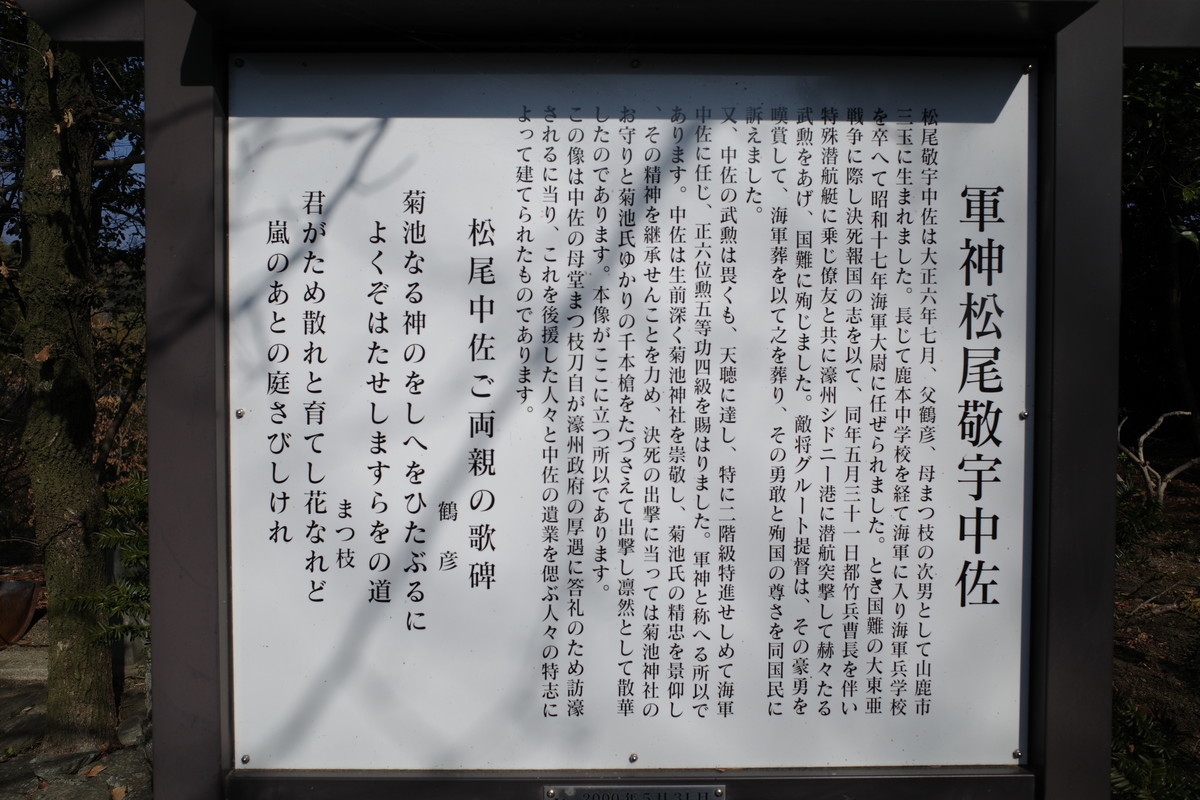 軍神松尾敬宇中佐
松尾敬宇中佐は大正六年七月、父鶴彦、母まつ枝の次男として山鹿市
三玉に生まれました。長じて鹿本中学校を経て海軍に入り海軍兵学校
を卒へて昭和十七年海軍大尉に任ぜられました。とき国難の大東亜
戦争に際し決死報国の志を以て、同年五月三十一日都竹兵曹長を伴い
特殊潜航艇に乗じ僚友と共に濠州シドニー港に潜航突撃して赫々たる
武勲をあげ、国難に殉じました。敵将グルート提督は、その豪勇を
嘆賞して、海軍葬を以て之を葬り、その勇敢と殉国の尊さを同国民に
訴えました。
又、中佐の武勲は畏くも、天聴に達し、特に二階級特進せしめて海軍
中佐に任じ、正六位勲五等功四級を賜はりました。軍神と称へる所以で
あります。中佐は生前深く菊池神社を崇敬し、菊池氏の精忠を景仰し
、その精神を継承せんことを力め、決死の出撃に当っては菊池神社の
お守りと菊池氏ゆかりの千本槍をたづさえて出撃し凛然として散華
したのであります。本像がここに立つ所以であります。
この像は中佐の母堂まつ枝刀自が濠州政府の厚遇に答礼のため訪濠
されるに当り、これを後援した人々と中佐の遺業を偲ぶ人々の特志に
よって建てられたものであります。
松尾中佐ご両親の歌碑
鶴彦
菊池なる神のをしへをひたぶるに
よくぞはたせしますらをの道
まつ枝
君がため散れと育てし花なれど
嵐のあとの庭さびしけれ
2000年5月31日